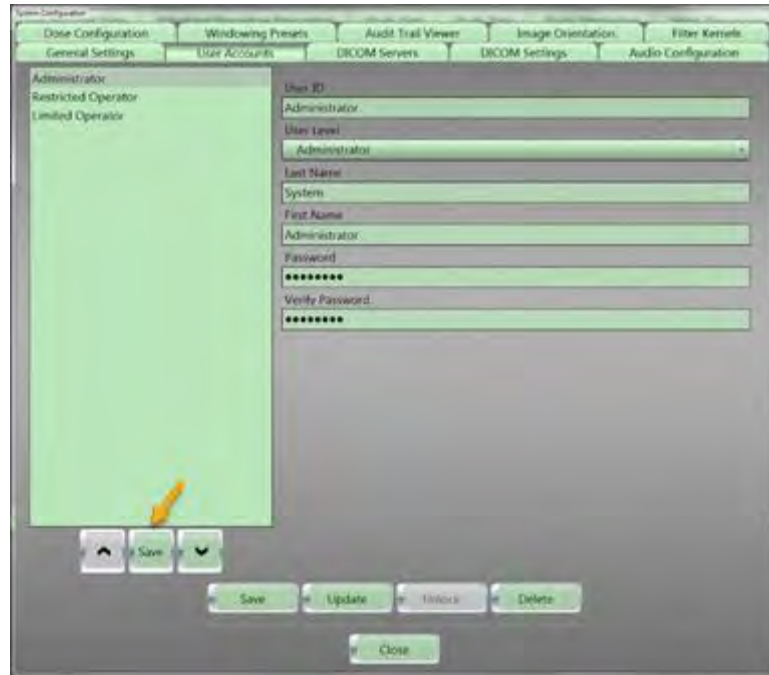 System Configuration
Dose Configuration Windowing Presets Audit Trail Viewer Image Orientation. Filter Kernels
General Settings User Accounts DICOM Servers DICOM Settings Audio Configuration
Administrator
Restricted Operator
Limited Operator
User ID
Administrator
User Level
Administrator
Last Name
System
First Name
Administrator
Password
●●●●●●●●
Verify Password
●●●●●●●●
Save
Save Update Unlock Delete
Close